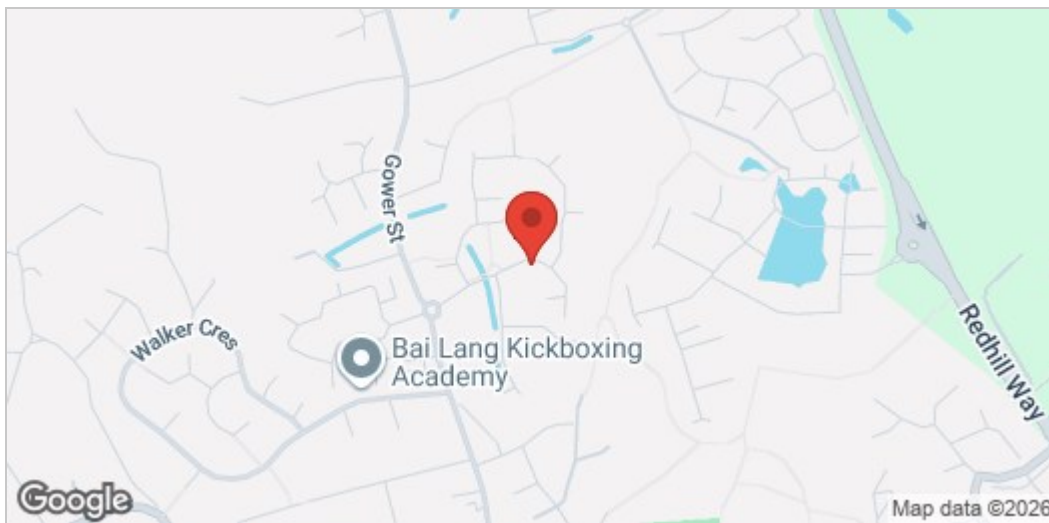 Gower St
Walker Cres
Bai Lang Kickboxing
Academy
Redhill Way
Google
Map data ©2026